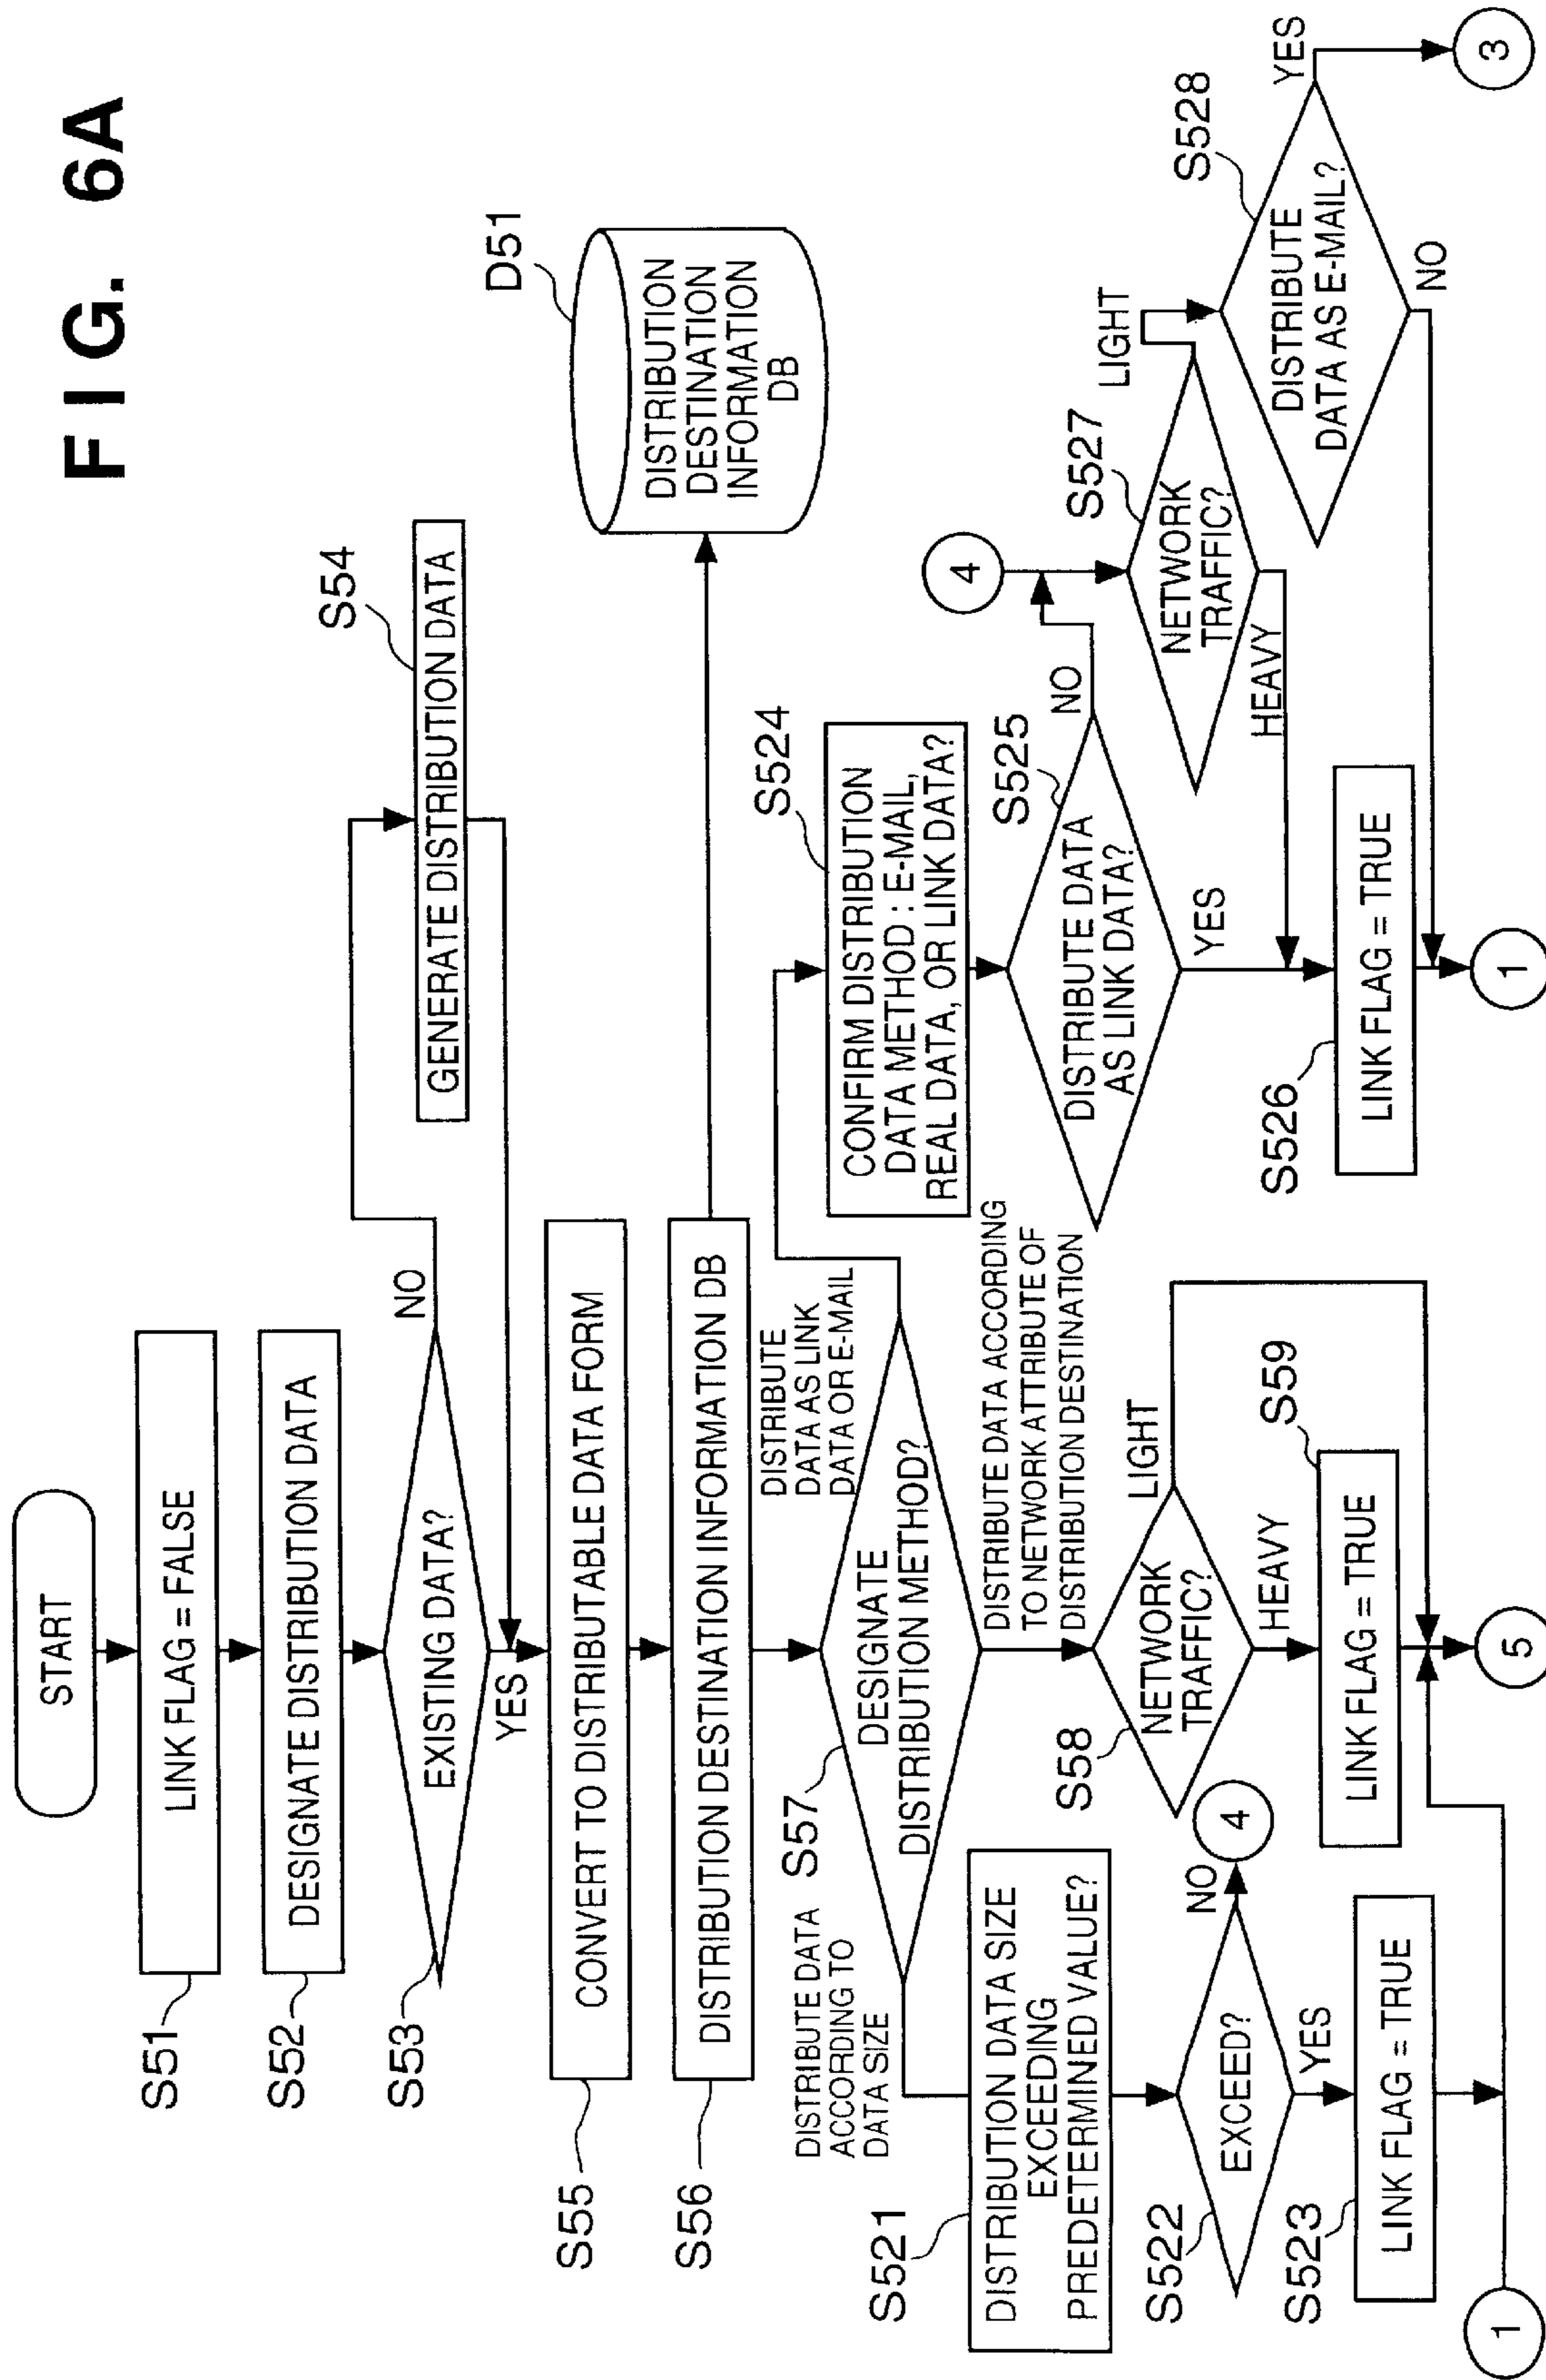 FIG. 6A
START
S51
LINK FLAG = FALSE
S52
DESIGNATE DISTRIBUTION DATA
S53
EXISTING DATA?
NO
YES
S54
GENERATE DISTRIBUTION DATA
S55
CONVERT TO DISTRIBUTABLE DATA FORM
S56
DISTRIBUTION DESTINATION INFORMATION DB
D51
DISTRIBUTION
DESTINATION
INFORMATION
DB
S57
DESIGNATE
DISTRIBUTION METHOD?
DISTRIBUTE DATA
ACCORDING TO
DATA SIZE
DISTRIBUTE
DATA AS LINK
DATA OR E-MAIL
DISTRIBUTE DATA ACCORDING
TO NETWORK ATTRIBUTE OF
DISTRIBUTION DESTINATION
S521
DISTRIBUTION DATA SIZE
EXCEEDING
PREDETERMINED VALUE?
S522
EXCEED?
NO
4
YES
S523
LINK FLAG = TRUE
1
S58
NETWORK
TRAFFIC?
LIGHT
HEAVY
S59
LINK FLAG = TRUE
5
S524
CONFIRM DISTRIBUTION
DATA METHOD : E-MAIL,
REAL DATA, OR LINK DATA?
S525
DISTRIBUTE DATA
AS LINK DATA?
NO
YES
S526
LINK FLAG = TRUE
1
4
S527
NETWORK
TRAFFIC?
LIGHT
HEAVY
S528
DISTRIBUTE
DATA AS E-MAIL?
YES
NO
3